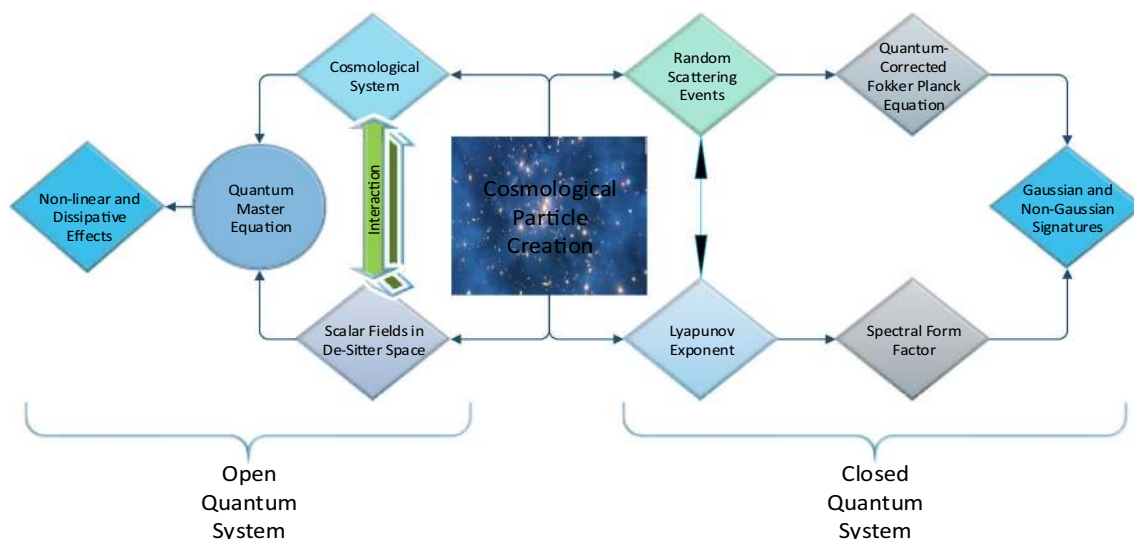 Cosmological
System
Random
Scattering
Events
Quantum-
Corrected
Fokker Planck
Equation
Non-linear and
Dissipative
Effects
Quantum
Master
Equation
Interaction
Cosmological
Particle
Creation
Gaussian and
Non-Gaussian
Signatures
Scalar Fields in
De-Sitter Space
Lyapunov
Exponent
Spectral Form
Factor
Open
Quantum
System
Closed
Quantum
System